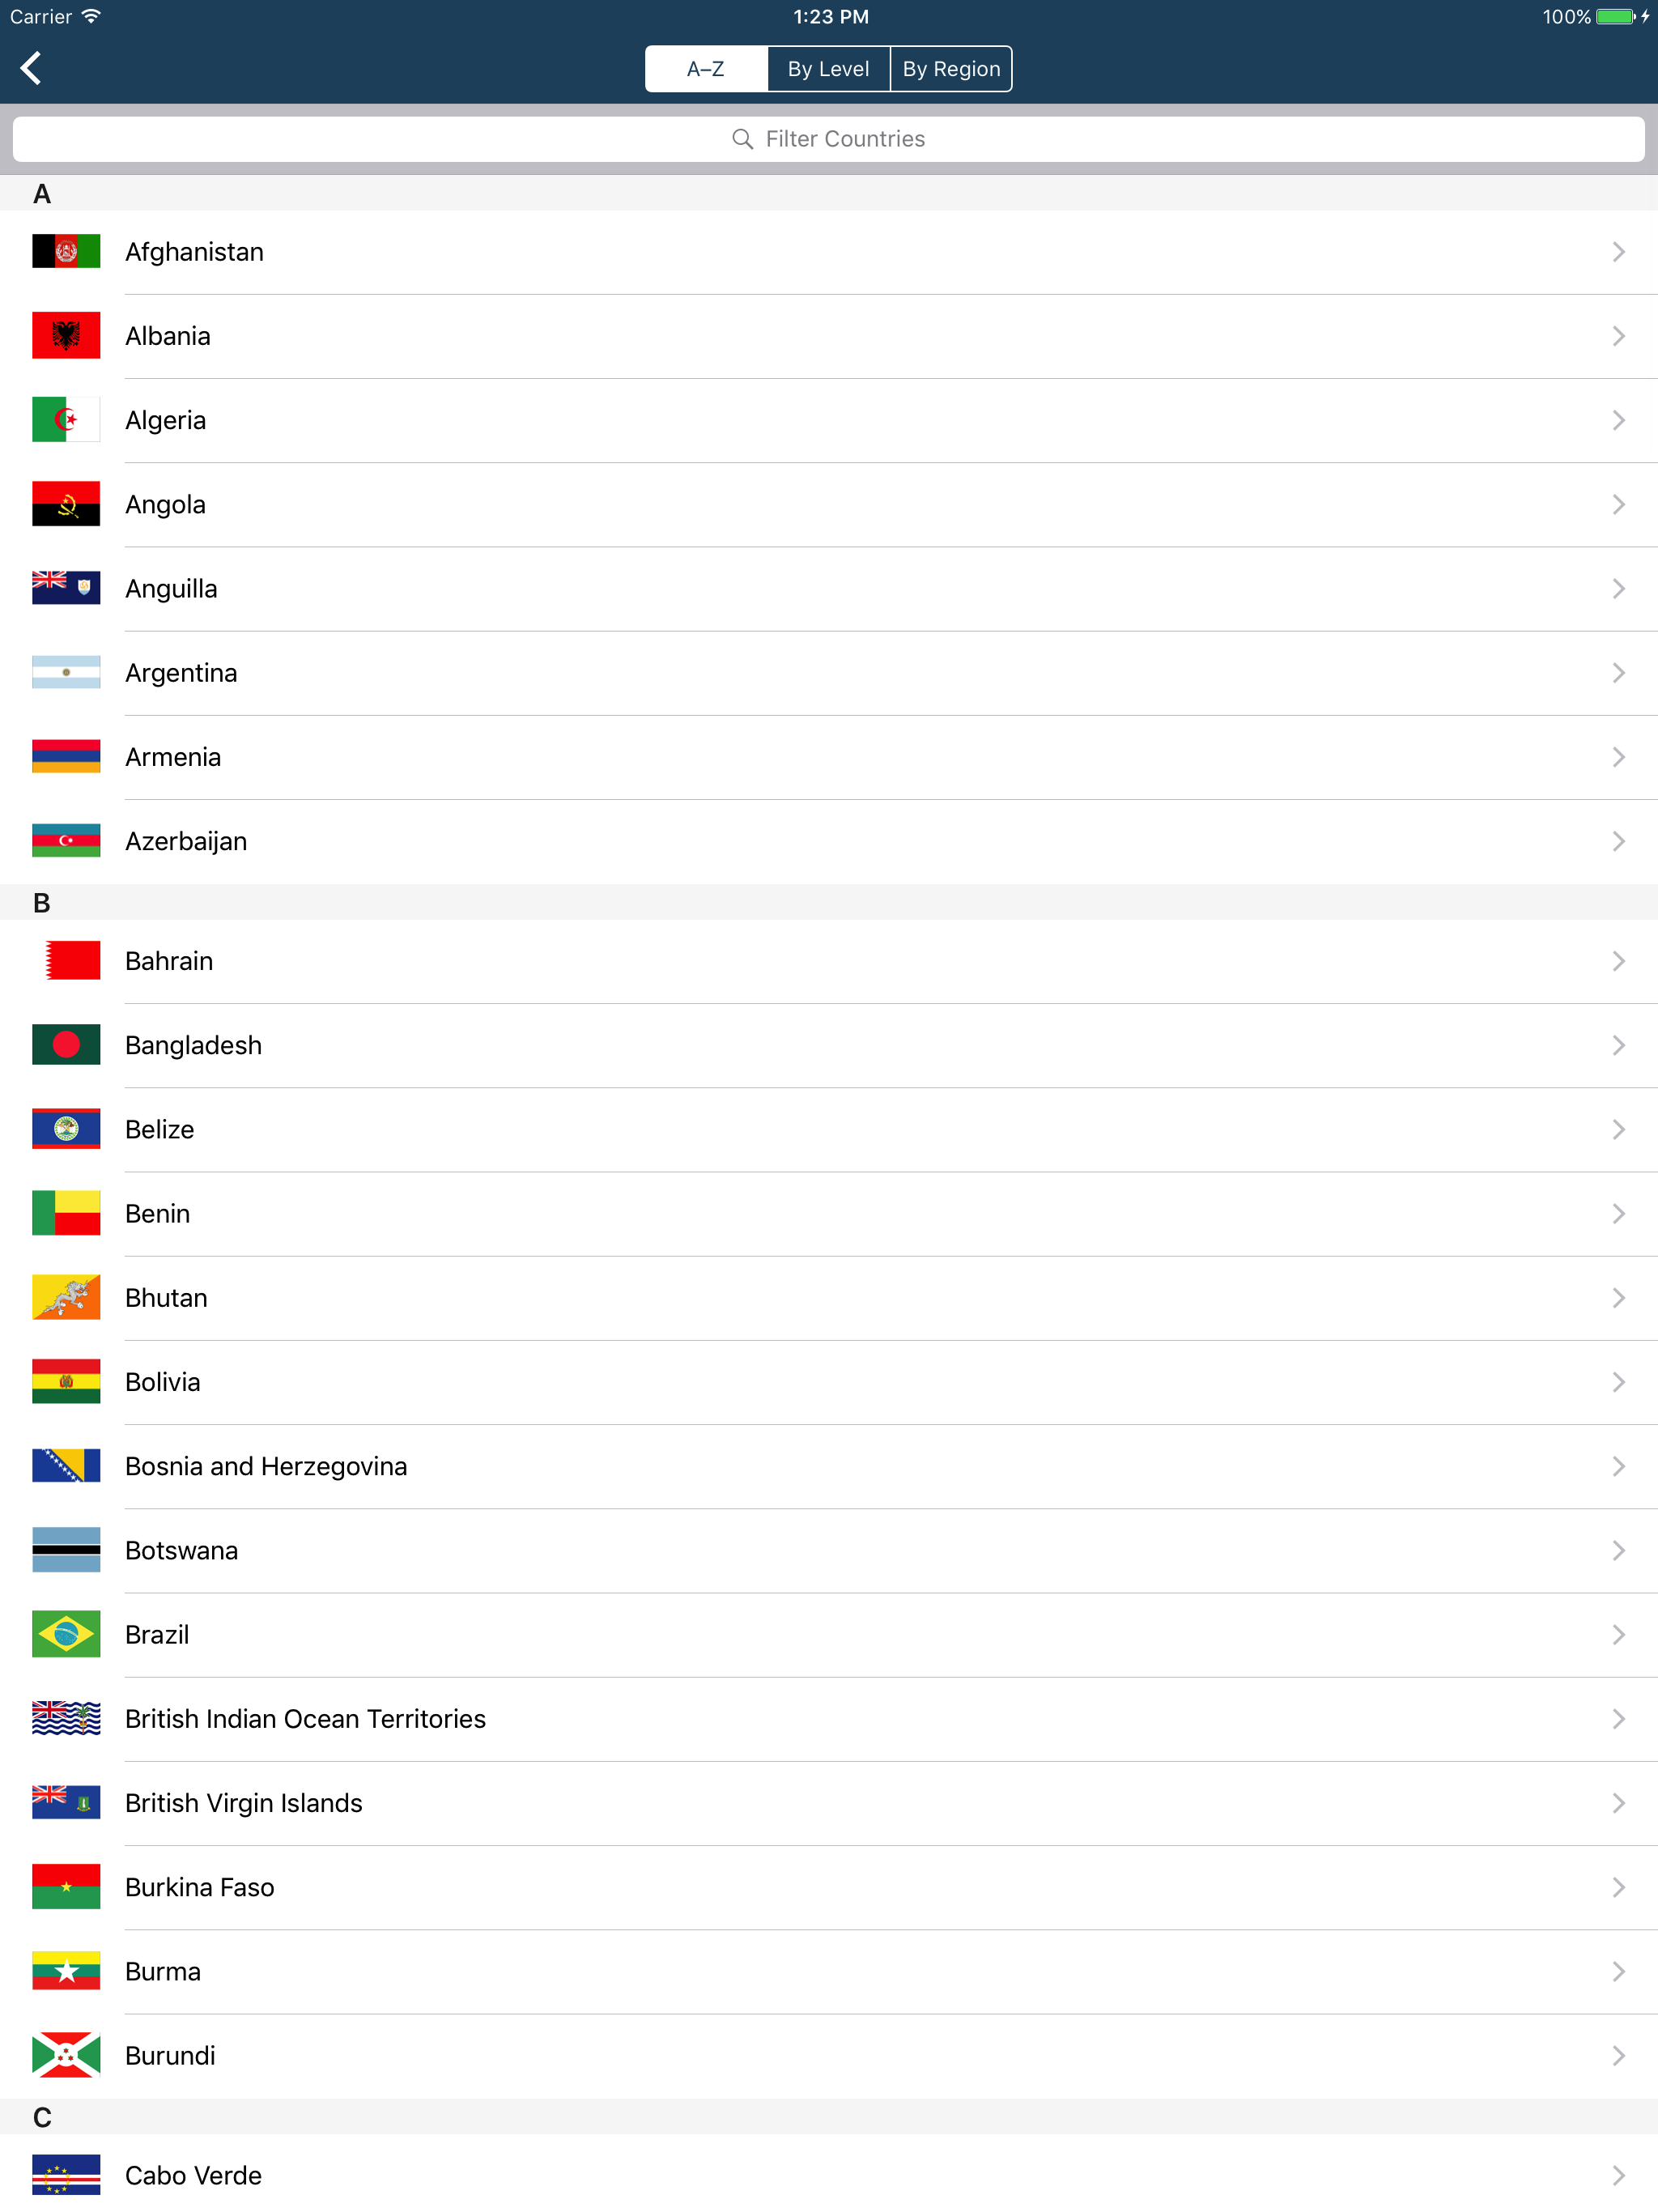 Carrier
1:23 PM
100%
A–Z
By Level
By Region
Filter Countries
A
Afghanistan
Albania
Algeria
Angola
Anguilla
Argentina
Armenia
Azerbaijan
B
Bahrain
Bangladesh
Belize
Benin
Bhutan
Bolivia
Bosnia and Herzegovina
Botswana
Brazil
British Indian Ocean Territories
British Virgin Islands
Burkina Faso
Burma
Burundi
C
Cabo Verde